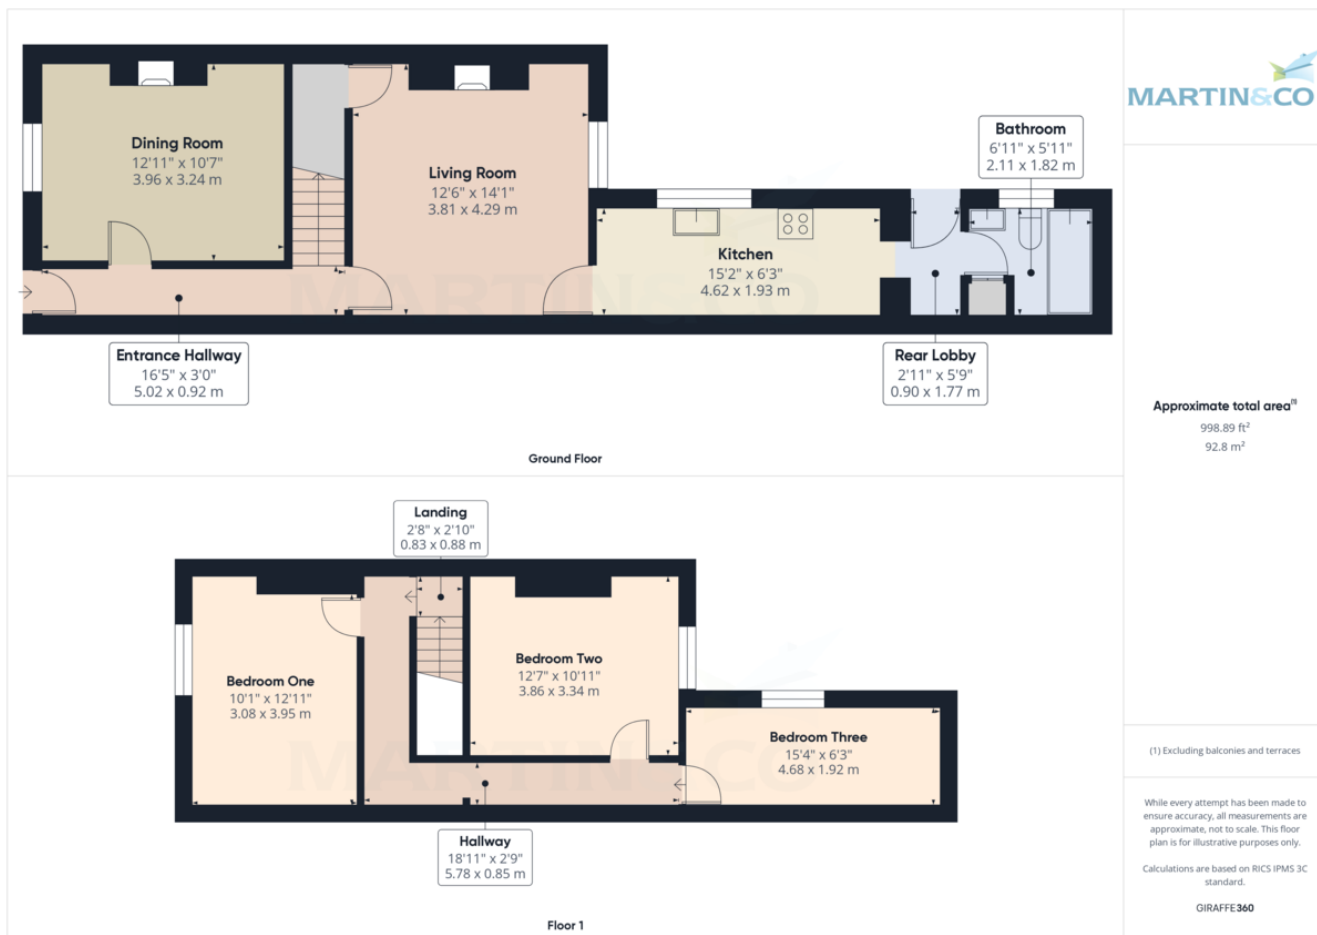 Dining Room
12'11" x 10'7"
3.96 x 3.24 m
Living Room
12'6" x 14'1"
3.81 x 4.29 m
Bathroom
6'11" x 5'11"
2.11 x 1.82 m
Kitchen
15'2" x 6'3"
4.62 x 1.93 m
MARTIN&CO
Entrance Hallway
16'5" x 3'0"
5.02 x 0.92 m
Rear Lobby
2'11" x 5'9"
0.90 x 1.77 m
Ground Floor
Landing
2'8" x 2'10"
0.83 x 0.88 m
Bedroom One
10'1" x 12'11"
3.08 x 3.95 m
Bedroom Two
12'7" x 10'11"
3.86 x 3.34 m
Bedroom Three
15'4" x 6'3"
4.68 x 1.92 m
MARTIN&CO
Hallway
18'11" x 2'9"
5.78 x 0.85 m
Floor 1
MARTIN&CO
Approximate total area(1)
998.89 ft²
92.8 m²
(1) Excluding balconies and terraces
While every attempt has been made to
ensure accuracy, all measurements are
approximate, not to scale. This floor
plan is for illustrative purposes only.
Calculations are based on RICS IPMS 3C
standard.
GIRAFFE360